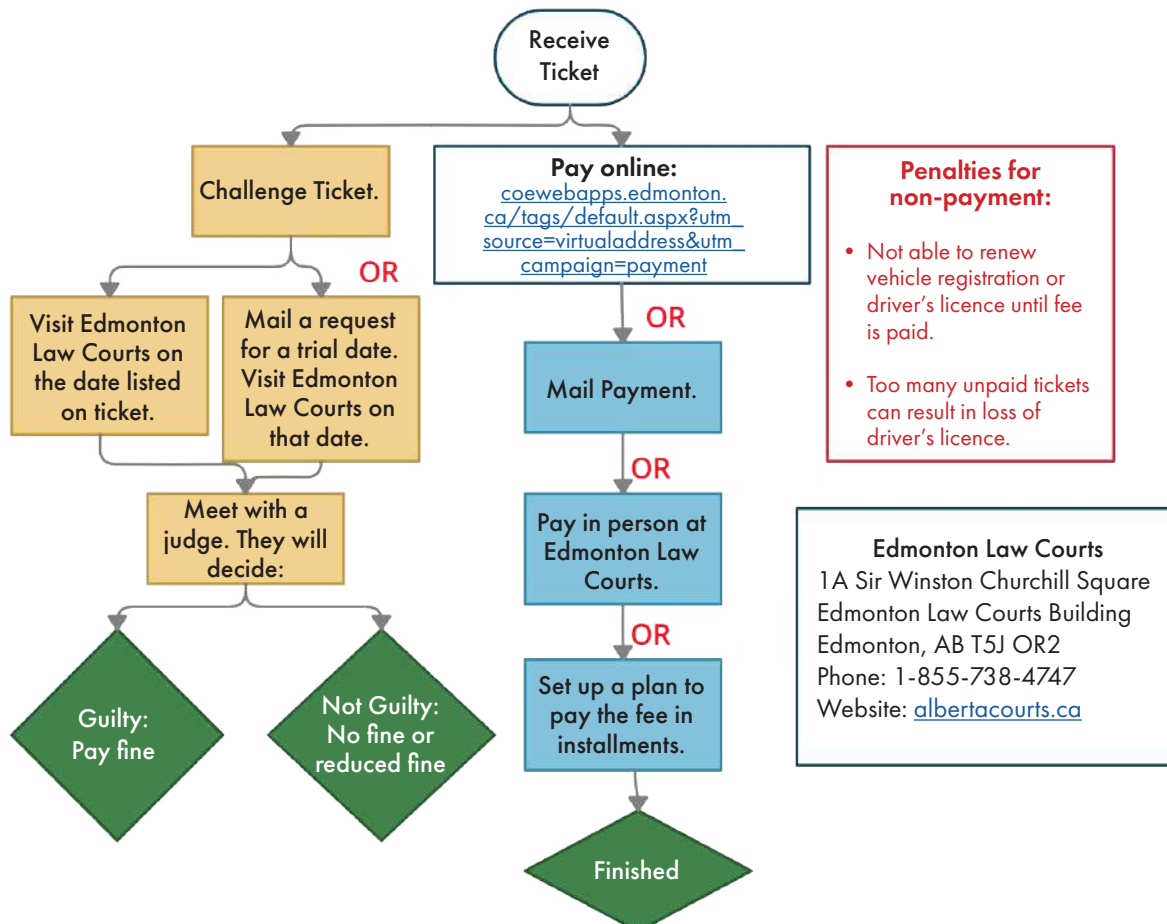 Receive
Ticket
Challenge Ticket.
OR
Visit Edmonton
Law Courts on
the date listed
on ticket.
Mail a request
for a trial date.
Visit Edmonton
Law Courts on
that date.
Meet with a
judge. They will
decide:
Guilty:
Pay fine
Not Guilty:
No fine or
reduced fine
Pay online:
coewebapps.edmonton.
ca/tags/default.aspx?utm_
source=virtualaddress&utm_
campaign=payment
OR
Mail Payment.
OR
Pay in person at
Edmonton Law
Courts.
OR
Set up a plan to
pay the fee in
installments.
Finished
Penalties for
non-payment:
• Not able to renew
vehicle registration or
driver’s licence until fee
is paid.
• Too many unpaid tickets
can result in loss of
driver’s licence.
Edmonton Law Courts
1A Sir Winston Churchill Square
Edmonton Law Courts Building
Edmonton, AB T5J OR2
Phone: 1-855-738-4747
Website: albertacourts.ca